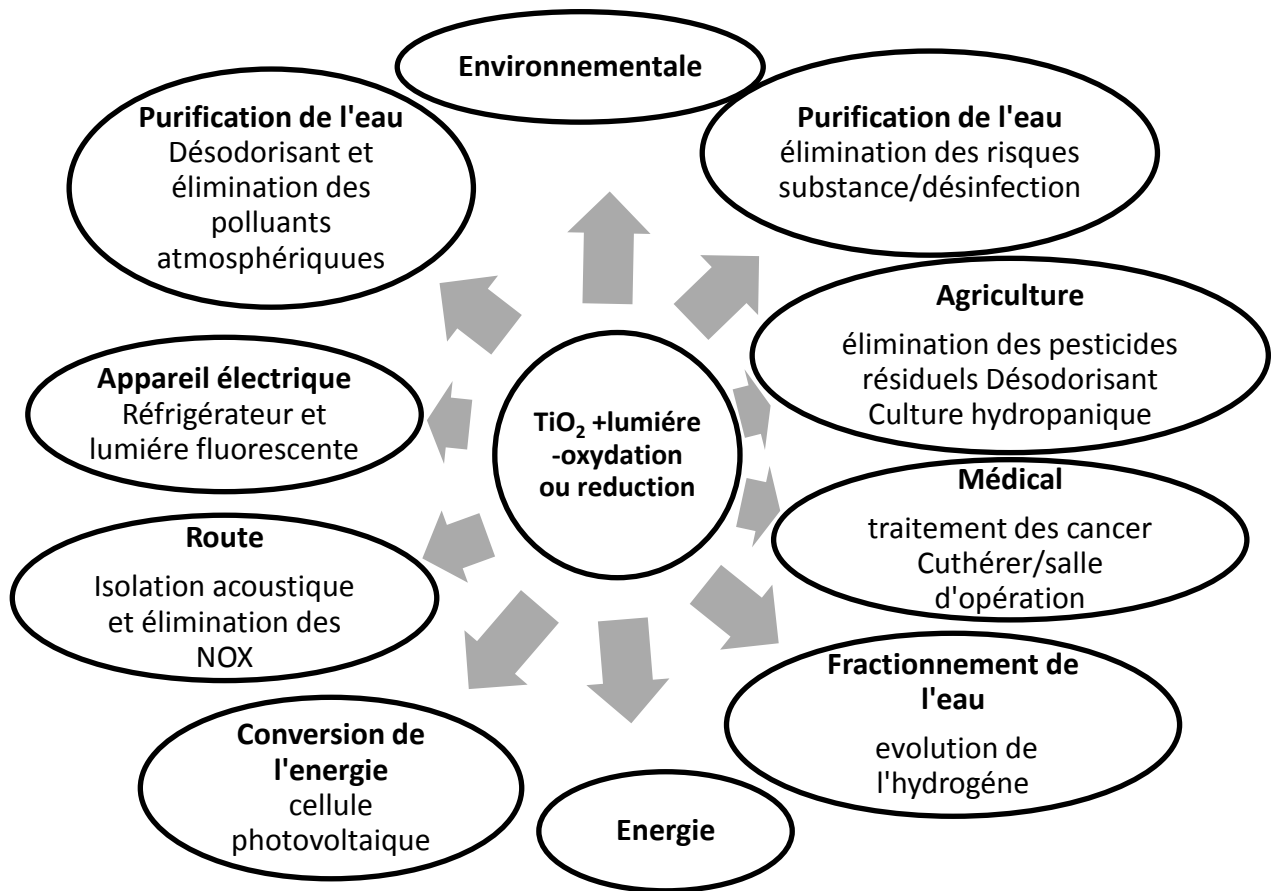 Environnementale
Purification de l'eau
Désodorisant et
élimination des
polluants
atmosphériquues
Purification de l'eau
élimination des risques
substance/désinfection
Agriculture
élimination des pesticides
résiduels Désodorisant
Culture hydropanique
Appareil électrique
Réfrigérateur et
lumiére fluorescente
TiO₂ +lumiére
-oxydation
ou reduction
Médical
traitement des cancer
Cuthérer/salle
d'opération
Route
Isolation acoustique
et élimination des
NOX
Fractionnement de
l'eau
evolution de
l'hydrogéne
Conversion de
l'energie
cellule
photovoltaique
Energie